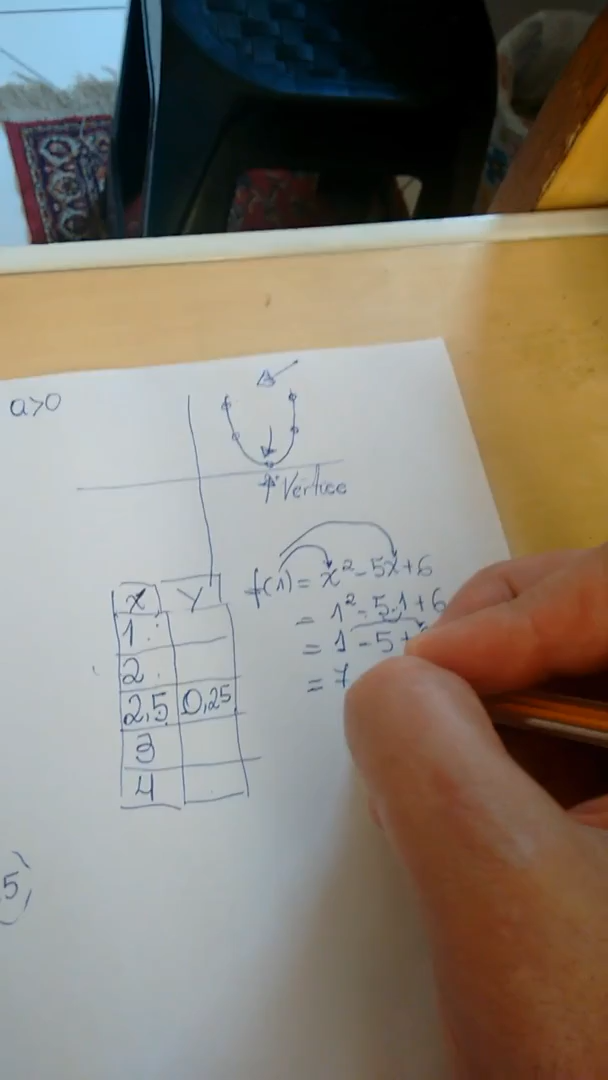 a>0
Vértice
f(1) = x² - 5x + 6
= 1² - 5.1 + 6
= 1 - 5 +
= 7
x y
1
2
2,5 0,25
3
4
5